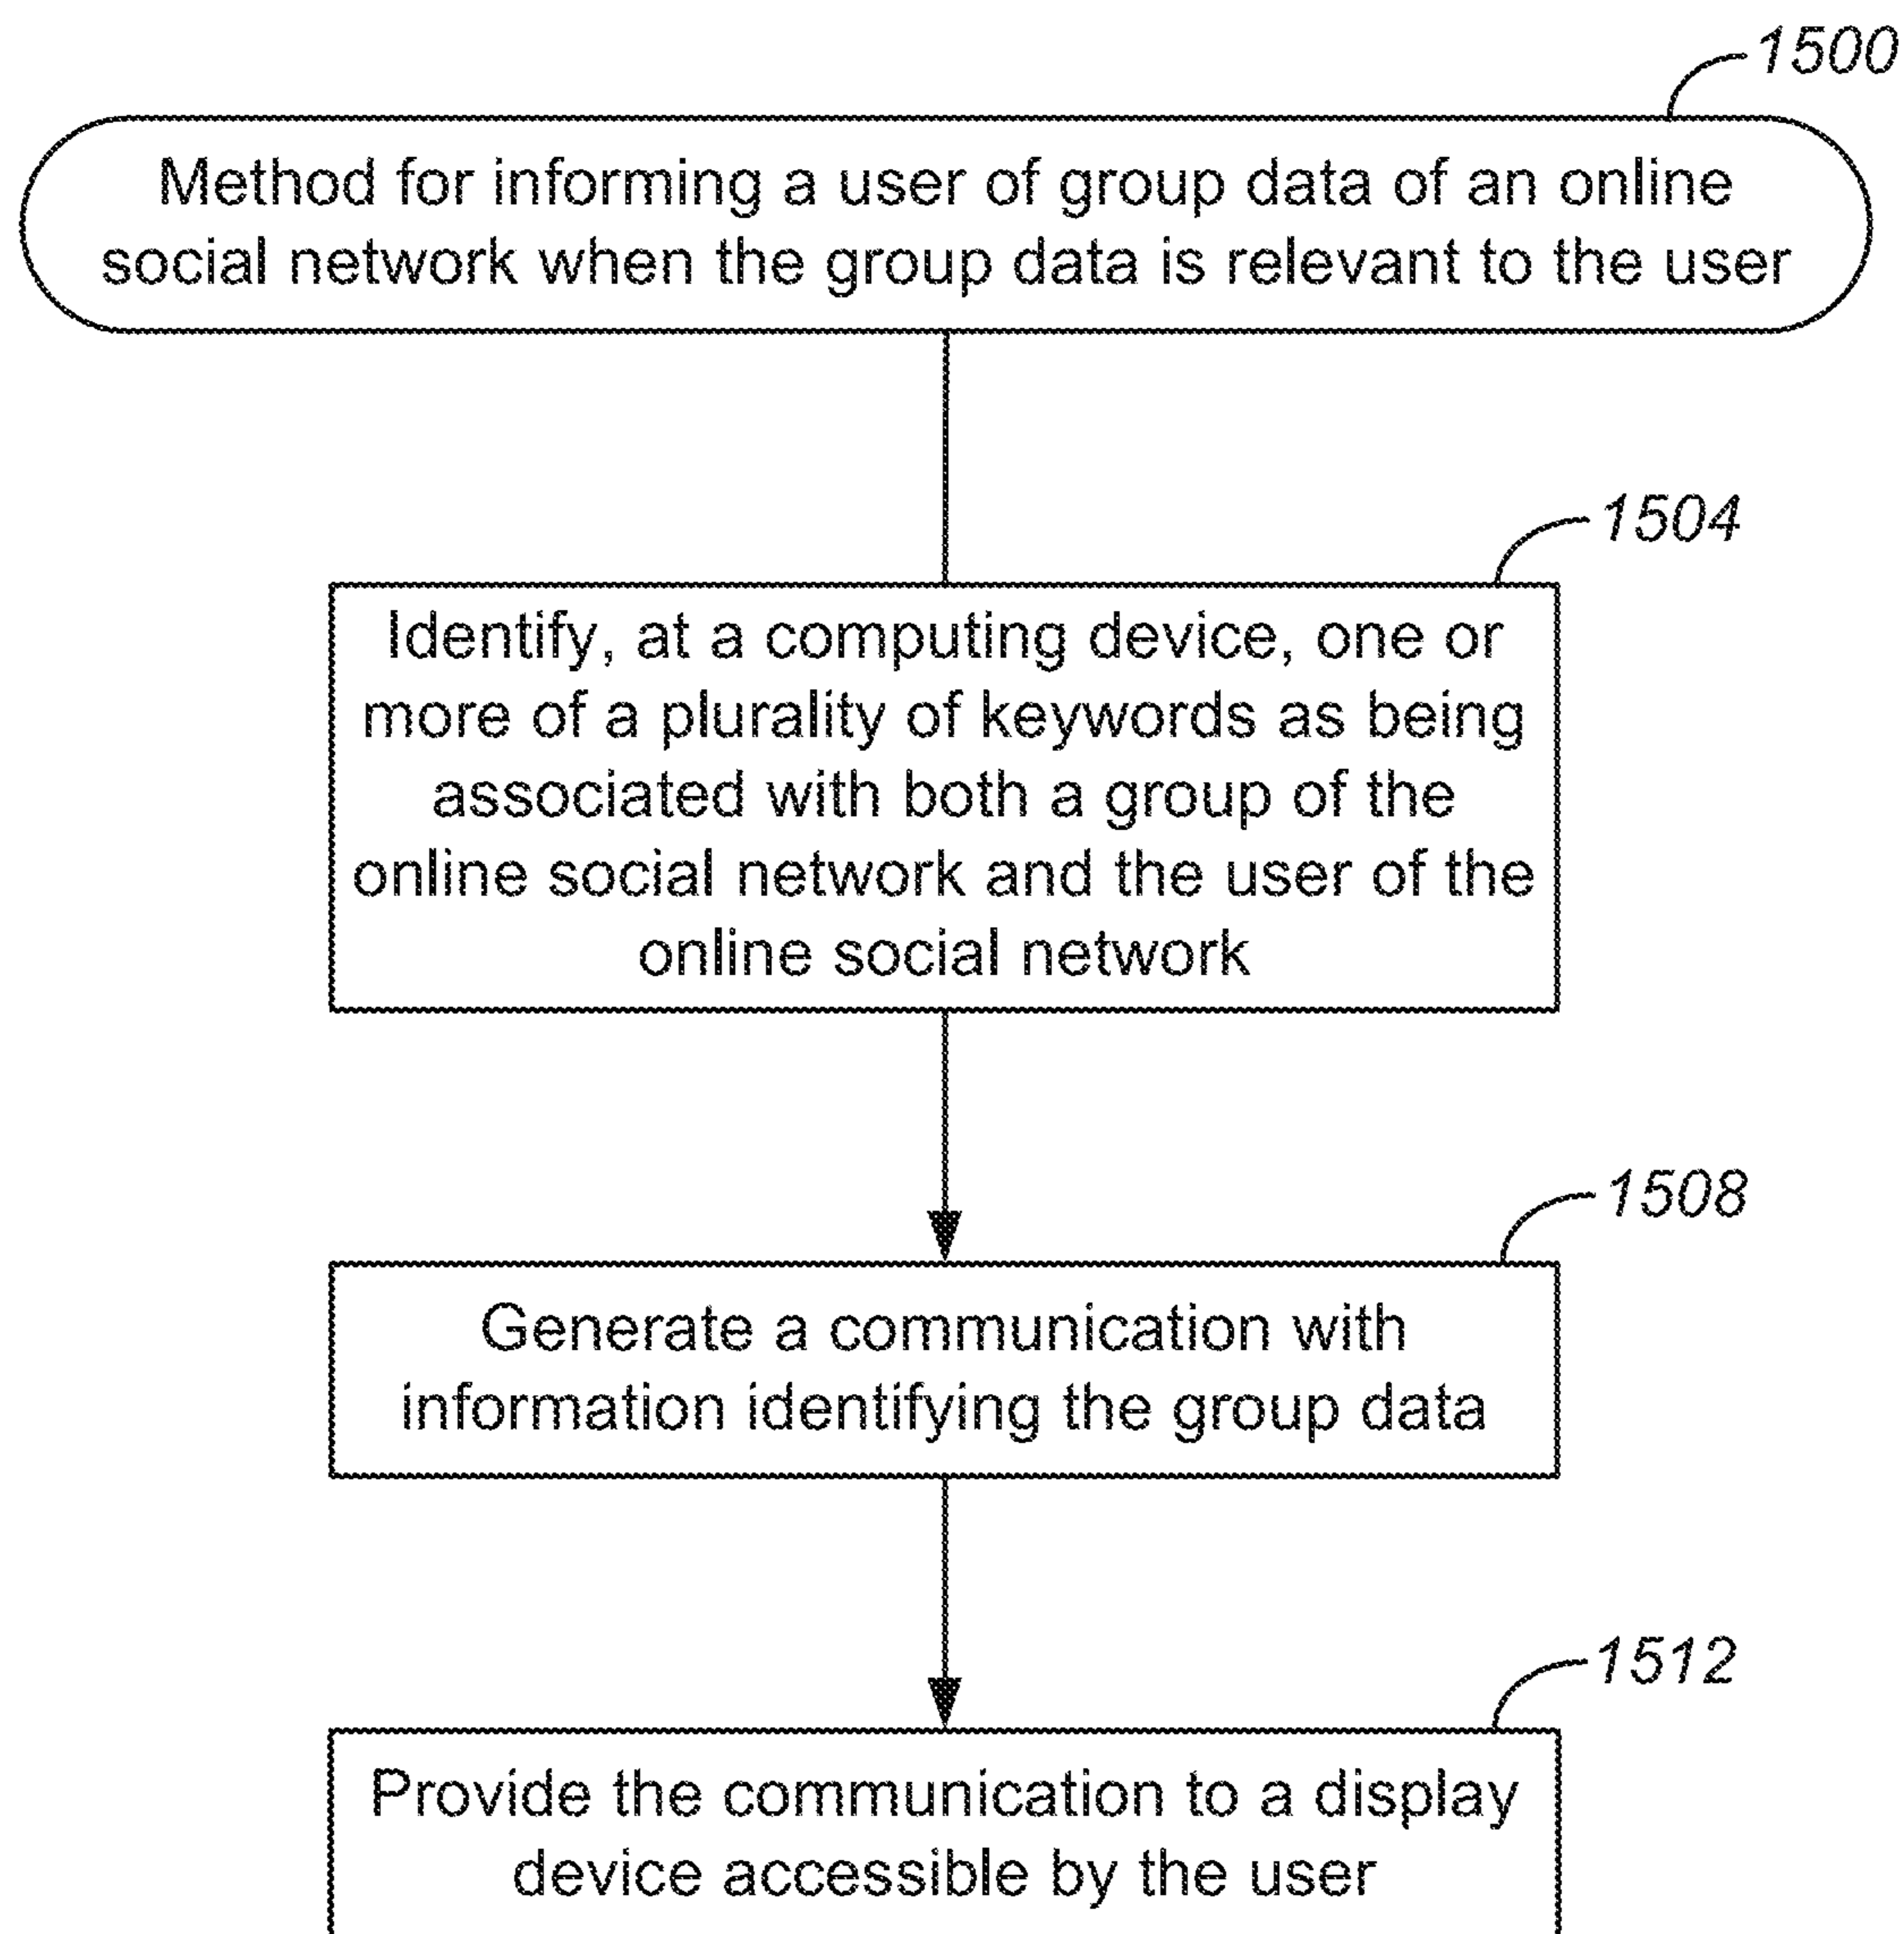 1500
Method for informing a user of group data of an online
social network when the group data is relevant to the user
1504
Identify, at a computing device, one or
more of a plurality of keywords as being
associated with both a group of the
online social network and the user of the
online social network
1508
Generate a communication with
information identifying the group data
1512
Provide the communication to a display
device accessible by the user